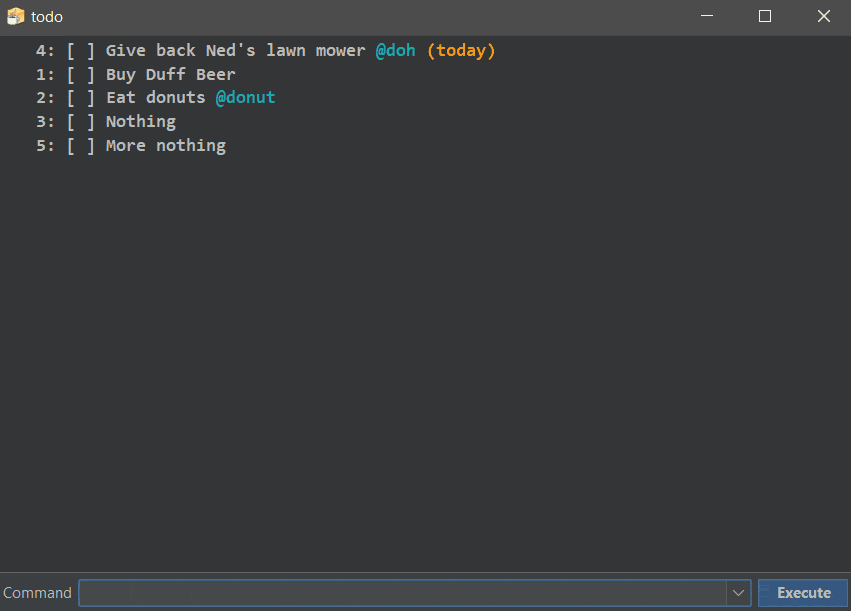 todo
4: [ ] Give back Ned's lawn mower @doh (today)
1: [ ] Buy Duff Beer
2: [ ] Eat donuts @donut
3: [ ] Nothing
5: [ ] More nothing
Command Execute